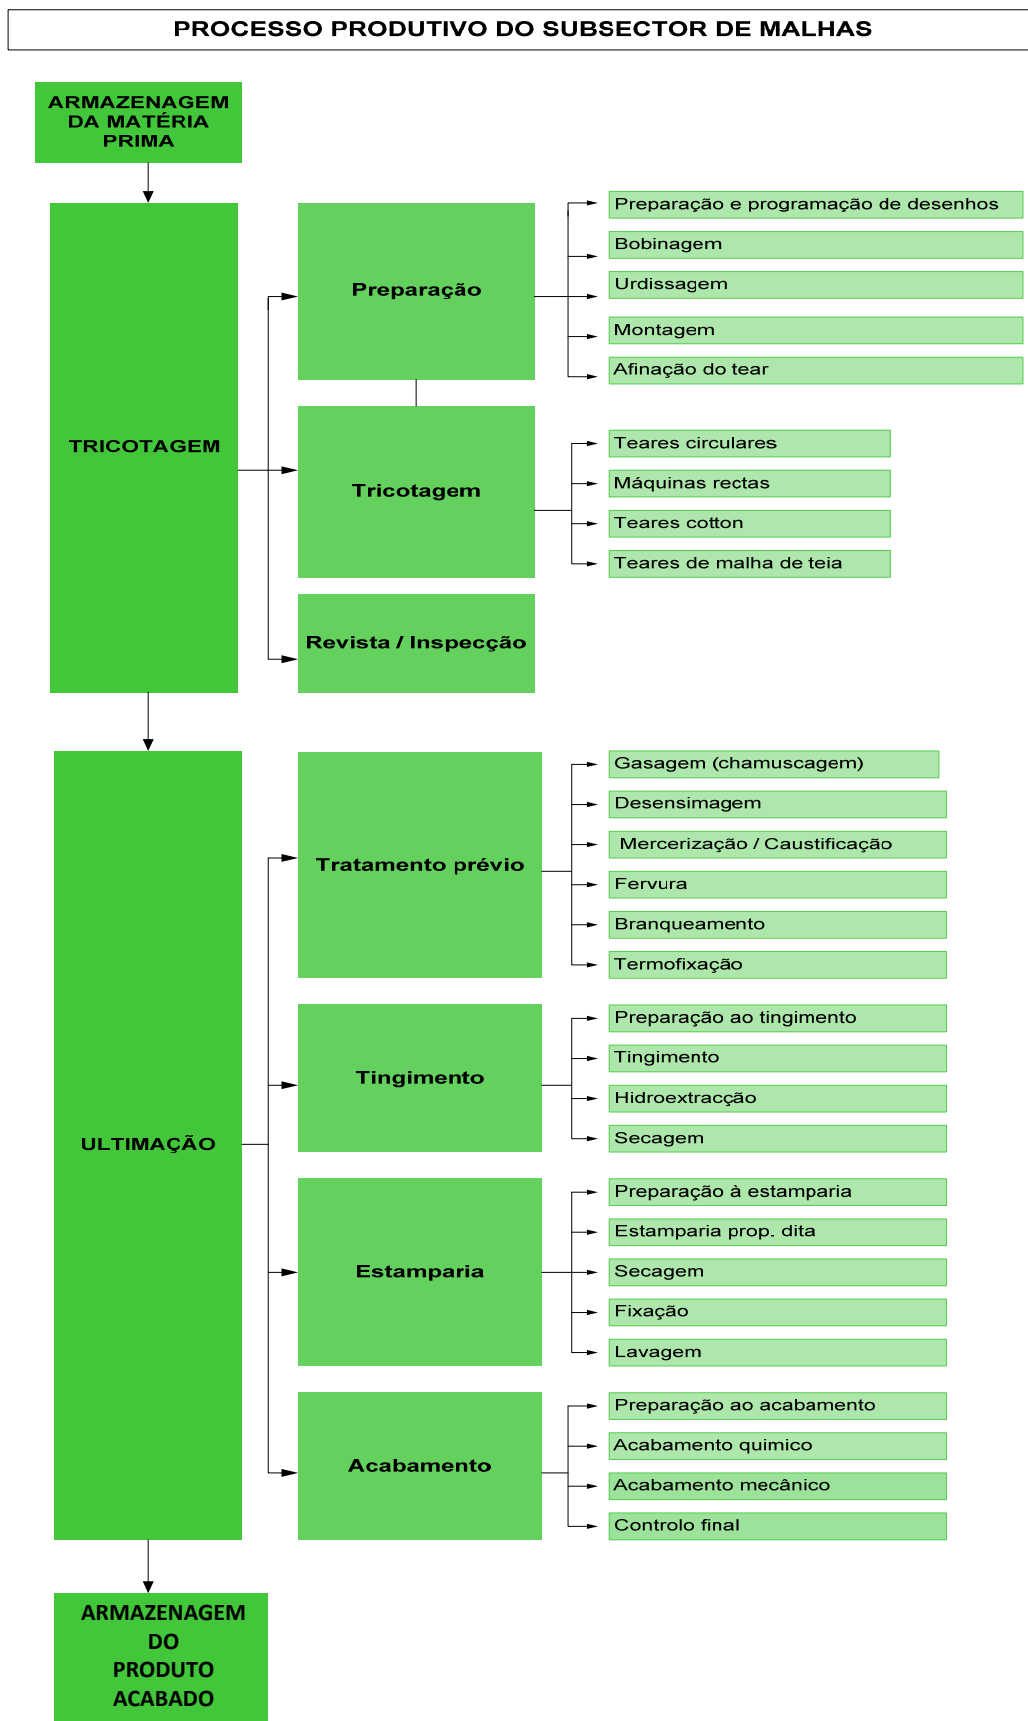 PROCESSO PRODUTIVO DO SUBSECTOR DE MALHAS
ARMAZENAGEM
DA MATÉRIA
PRIMA
TRICOTAGEM
Preparação
Preparação e programação de desenhos
Bobinagem
Urdissagem
Montagem
Afinação do tear
Tricotagem
Teares circulares
Máquinas rectas
Teares cotton
Teares de malha de teia
Revista / Inspecção
ULTIMAÇÃO
Tratamento prévio
Gasagem (chamuscagem)
Desensimagem
Mercerização / Caustificação
Fervura
Branqueamento
Termofixação
Tingimento
Preparação ao tingimento
Tingimento
Hidroextracção
Secagem
Estamparia
Preparação à estamparia
Estamparia prop. dita
Secagem
Fixação
Lavagem
Acabamento
Preparação ao acabamento
Acabamento quimico
Acabamento mecânico
Controlo final
ARMAZENAGEM
DO
PRODUTO
ACABADO